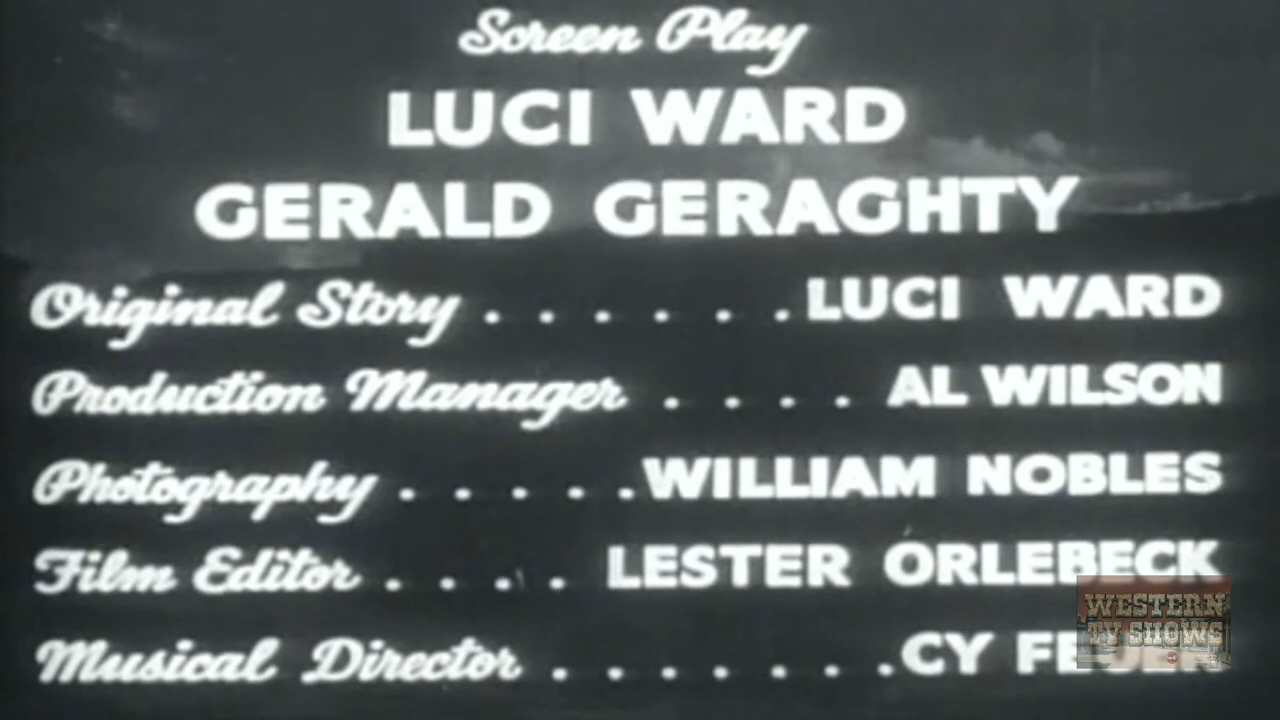 Screen Play
LUCI WARD
GERALD GERAGHTY
Original Story . . . . . . LUCI WARD
Production Manager . . . . AL WILSON
Photography . . . . . WILLIAM NOBLES
Film Editor . . . . LESTER ORLEBECK
Musical Director . . . . . . . CY FEUER
WESTERN
TV SHOWS